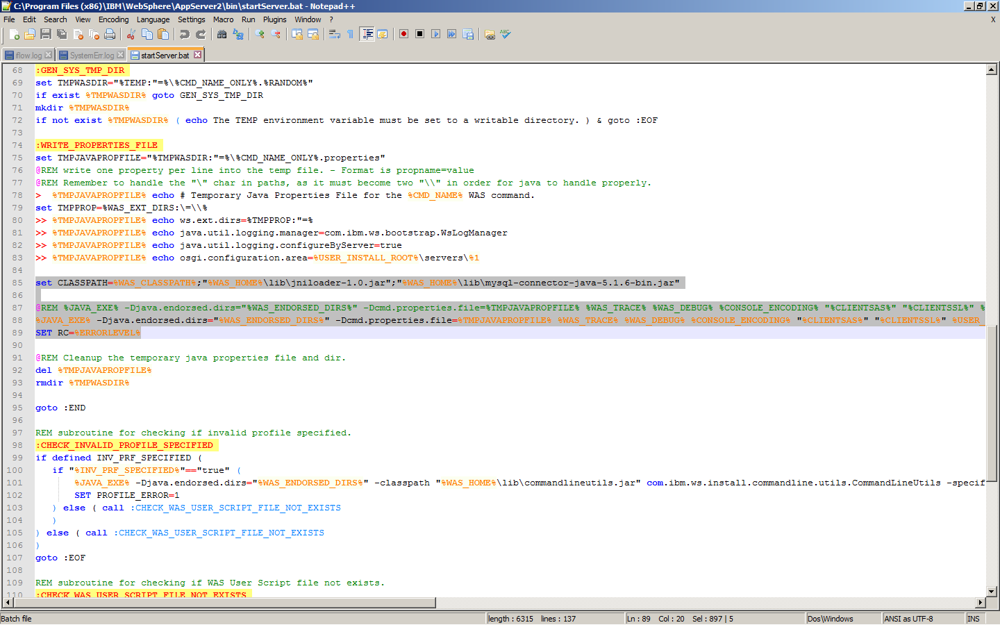 C:\Program Files (x86)\IBM\WebSphere\AppServer2\bin\startServer.bat - Notepad++
File Edit Search View Encoding Language Settings Macro Run Plugins Window ? X
iflow.log SystemErr.log startServer.bat
68 :GEN_SYS_TMP_DIR
69 set TMPWASDIR="%TEMP:"=%\%CMD_NAME_ONLY%.%RANDOM%"
70 if exist %TMPWASDIR% goto GEN_SYS_TMP_DIR
71 mkdir %TMPWASDIR%
72 if not exist %TMPWASDIR% ( echo The TEMP environment variable must be set to a writable directory. ) & goto :EOF
73
74 :WRITE_PROPERTIES_FILE
75 set TMPJAVAPROPFILE="%TMPWASDIR:"=%\%CMD_NAME_ONLY%.properties"
76 @REM write one property per line into the temp file. - Format is propname=value
77 @REM Remember to handle the "\" char in paths, as it must become two "\\" in order for java to handle properly.
78 > %TMPJAVAPROPFILE% echo # Temporary Java Properties File for the %CMD_NAME% WAS command.
79 set TMPPROP=%WAS_EXT_DIRS:\=\\%
80 >> %TMPJAVAPROPFILE% echo ws.ext.dirs=%TMPPROP:"=%
81 >> %TMPJAVAPROPFILE% echo java.util.logging.manager=com.ibm.ws.bootstrap.WsLogManager
82 >> %TMPJAVAPROPFILE% echo java.util.logging.configureByServer=true
83 >> %TMPJAVAPROPFILE% echo osgi.configuration.area=%USER_INSTALL_ROOT%\servers\%1
84
85 set CLASSPATH=%WAS_CLASSPATH%;"%WAS_HOME%\lib\jniloader-1.0.jar";"%WAS_HOME%\lib\mysql-connector-java-5.1.6-bin.jar"
86
87 @REM %JAVA_EXE% -Djava.endorsed.dirs="%WAS_ENDORSED_DIRS%" -Dcmd.properties.file=%TMPJAVAPROPFILE% %WAS_TRACE% %WAS_DEBUG% %CONSOLE_ENCODING% "%CLIENTSAS%" "%CLIENTSSL%" %
88 %JAVA_EXE% -Djava.endorsed.dirs="%WAS_ENDORSED_DIRS%" -Dcmd.properties.file=%TMPJAVAPROPFILE% %WAS_TRACE% %WAS_DEBUG% %CONSOLE_ENCODING% "%CLIENTSAS%" "%CLIENTSSL%" %USER_
89 SET RC=%ERRORLEVEL%
90
91 @REM Cleanup the temporary java properties file and dir.
92 del %TMPJAVAPROPFILE%
93 rmdir %TMPWASDIR%
94
95 goto :END
96
97 REM subroutine for checking if invalid profile specified.
98 :CHECK_INVALID_PROFILE_SPECIFIED
99 if defined INV_PRF_SPECIFIED (
100 if "%INV_PRF_SPECIFIED%"=="true" (
101 %JAVA_EXE% -Djava.endorsed.dirs="%WAS_ENDORSED_DIRS%" -classpath "%WAS_HOME%\lib\commandlineutils.jar" com.ibm.ws.install.commandline.utils.CommandLineUtils -specif
102 SET PROFILE_ERROR=1
103 ) else ( call :CHECK_WAS_USER_SCRIPT_FILE_NOT_EXISTS
104 )
105 ) else ( call :CHECK_WAS_USER_SCRIPT_FILE_NOT_EXISTS
106 )
107 goto :EOF
108
109 REM subroutine for checking if WAS User Script file not exists.
110 :CHECK_WAS_USER_SCRIPT_FILE_NOT_EXISTS
Batch file length : 6315 lines : 137 Ln : 89 Col : 20 Sel : 897 | 5 Dos\Windows ANSI as UTF-8 INS